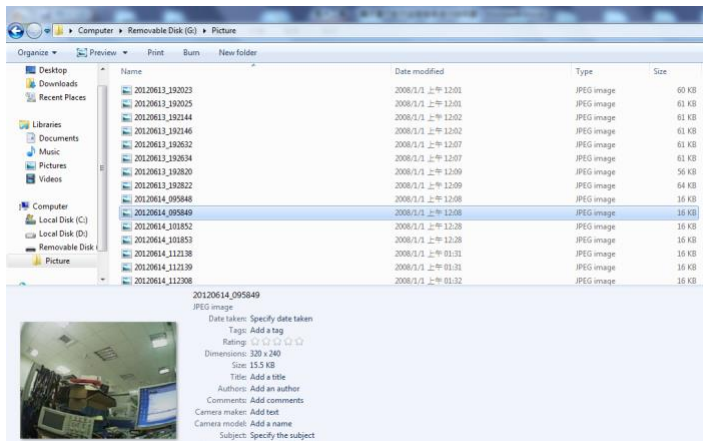 Computer ▸ Removable Disk (G:) ▸ Picture
Organize Preview Print Burn New folder
Desktop
Downloads
Recent Places
Libraries
Documents
Music
Pictures
Videos
Computer
Local Disk (C:)
Local Disk (D:)
Removable Disk (
Picture
Name Date modified Type Size
20120613_192023 2008/1/1 上午 12:01 JPEG image 60 KB
20120613_192025 2008/1/1 上午 12:01 JPEG image 61 KB
20120613_192144 2008/1/1 上午 12:02 JPEG image 61 KB
20120613_192146 2008/1/1 上午 12:02 JPEG image 61 KB
20120613_192632 2008/1/1 上午 12:07 JPEG image 61 KB
20120613_192634 2008/1/1 上午 12:07 JPEG image 61 KB
20120613_192820 2008/1/1 上午 12:09 JPEG image 56 KB
20120613_192822 2008/1/1 上午 12:09 JPEG image 64 KB
20120614_095848 2008/1/1 上午 12:08 JPEG image 16 KB
20120614_095849 2008/1/1 上午 12:08 JPEG image 16 KB
20120614_101852 2008/1/1 上午 12:28 JPEG image 16 KB
20120614_101853 2008/1/1 上午 12:28 JPEG image 16 KB
20120614_112138 2008/1/1 上午 01:31 JPEG image 16 KB
20120614_112139 2008/1/1 上午 01:31 JPEG image 16 KB
20120614_112308 2008/1/1 上午 01:32 JPEG image 16 KB
20120614_095849
JPEG image
Date taken: Specify date taken
Tags: Add a tag
Rating: ☆☆☆☆☆
Dimensions: 320 x 240
Size: 15.5 KB
Title: Add a title
Authors: Add an author
Comments: Add comments
Camera maker: Add text
Camera model: Add a name
Subject: Specify the subject